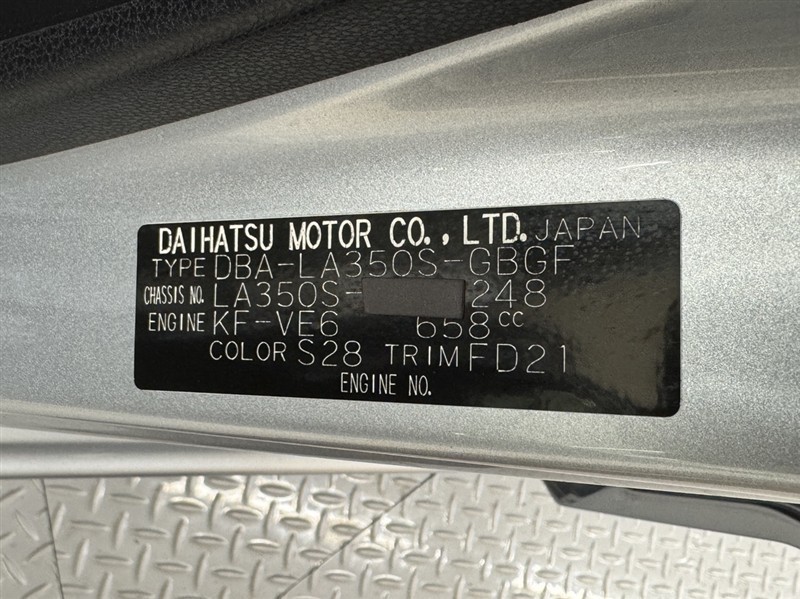 DAIHATSU MOTOR CO., LTD. JAPAN
TYPE DBA-LA350S-GBGF
CHASSIS NO. LA350S- 248
ENGINE KF-VE6 658cc
COLOR S28 TRIM FD21
ENGINE NO.